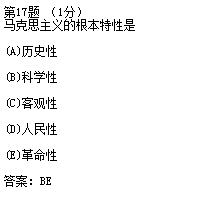 第17题 （1分）
马克思主义的根本特性是
(A)历史性
(B)科学性
(C)客观性
(D)人民性
(E)革命性
答案：BE